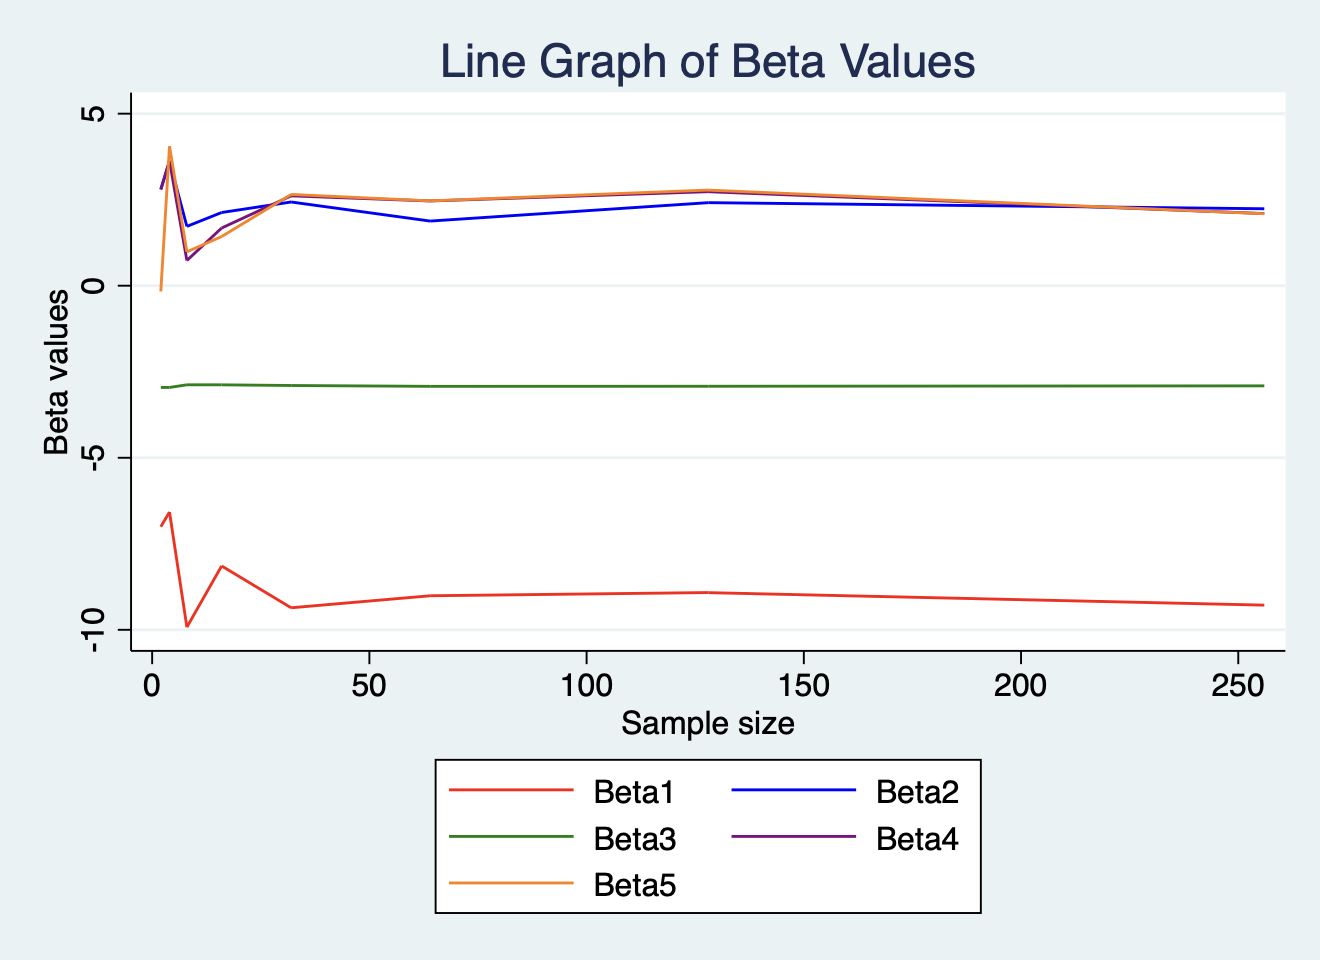 Line Graph of Beta Values
5
0
-5
-10
Beta values
0 50 100 150 200 250
Sample size
Beta1 Beta2
Beta3 Beta4
Beta5